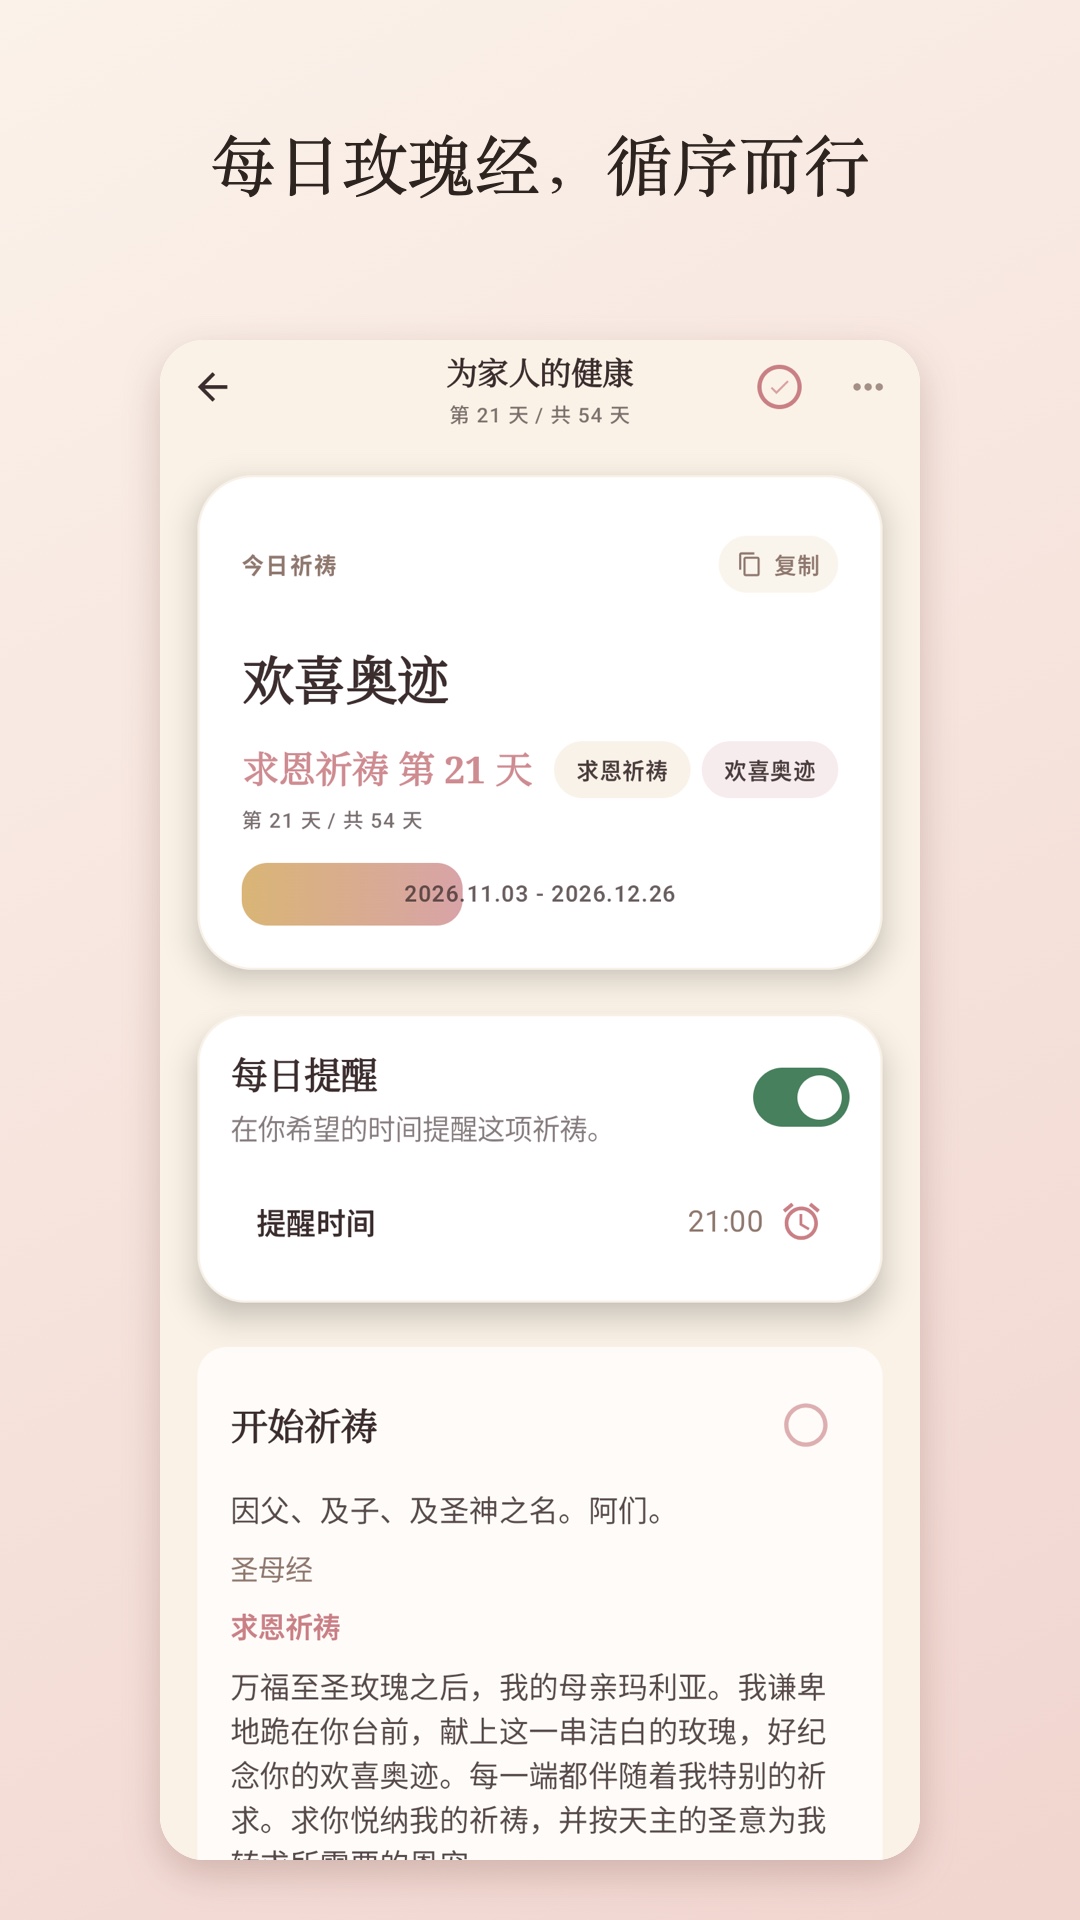 每日玫瑰经，循序而行
为家人的健康
第 21 天 / 共 54 天
今日祈祷
复制
欢喜奥迹
求恩祈祷 第 21 天
求恩祈祷
欢喜奥迹
第 21 天 / 共 54 天
2026.11.03 - 2026.12.26
每日提醒
在你希望的时间提醒这项祈祷。
提醒时间
21:00
开始祈祷
因父、及子、及圣神之名。阿们。
圣母经
求恩祈祷
万福至圣玫瑰之后，我的母亲玛利亚。我谦卑
地跪在你台前，献上这一串洁白的玫瑰，好纪
念你的欢喜奥迹。每一端都伴随着我特别的祈
求。求你悦纳我的祈祷，并按天主的圣意为我